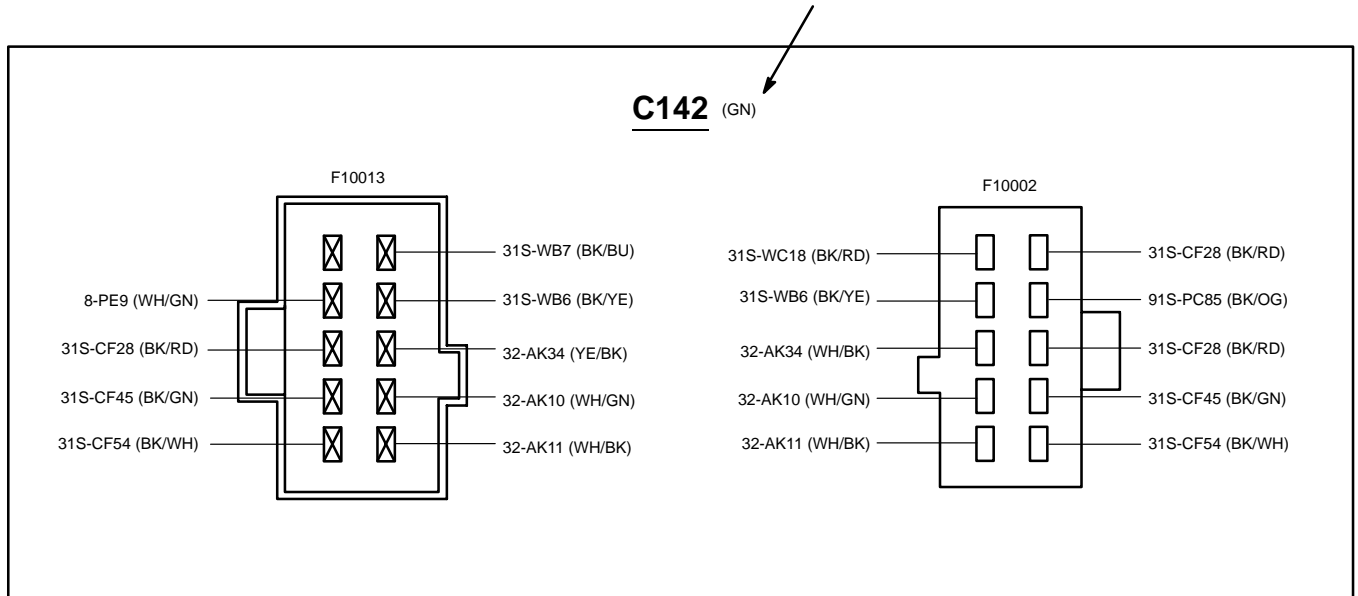 C142 (GN)
F10013
31S-WB7 (BK/BU)
8-PE9 (WH/GN)
31S-WB6 (BK/YE)
31S-CF28 (BK/RD)
32-AK34 (YE/BK)
31S-CF45 (BK/GN)
32-AK10 (WH/GN)
31S-CF54 (BK/WH)
32-AK11 (WH/BK)
F10002
31S-WC18 (BK/RD)
31S-CF28 (BK/RD)
31S-WB6 (BK/YE)
91S-PC85 (BK/OG)
32-AK34 (WH/BK)
31S-CF28 (BK/RD)
32-AK10 (WH/GN)
31S-CF45 (BK/GN)
32-AK11 (WH/BK)
31S-CF54 (BK/WH)